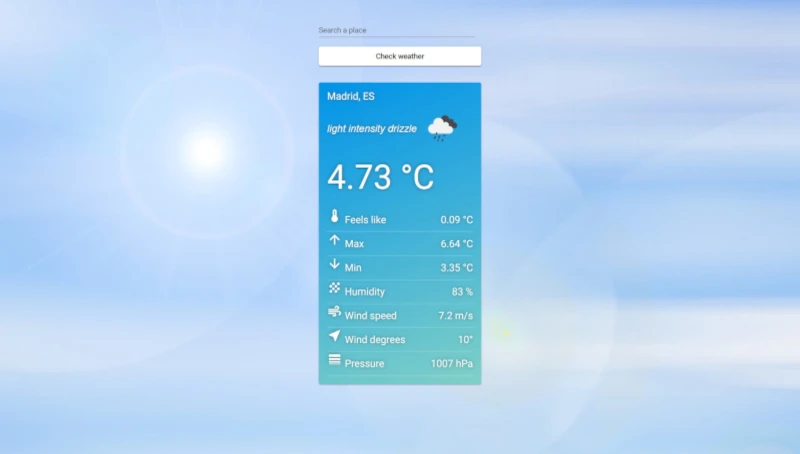 Search a place
Check weather
Madrid, ES
light intensity drizzle
4.73 °C
Feels like 0.09 °C
Max 6.64 °C
Min 3.35 °C
Humidity 83 %
Wind speed 7.2 m/s
Wind degrees 10°
Pressure 1007 hPa